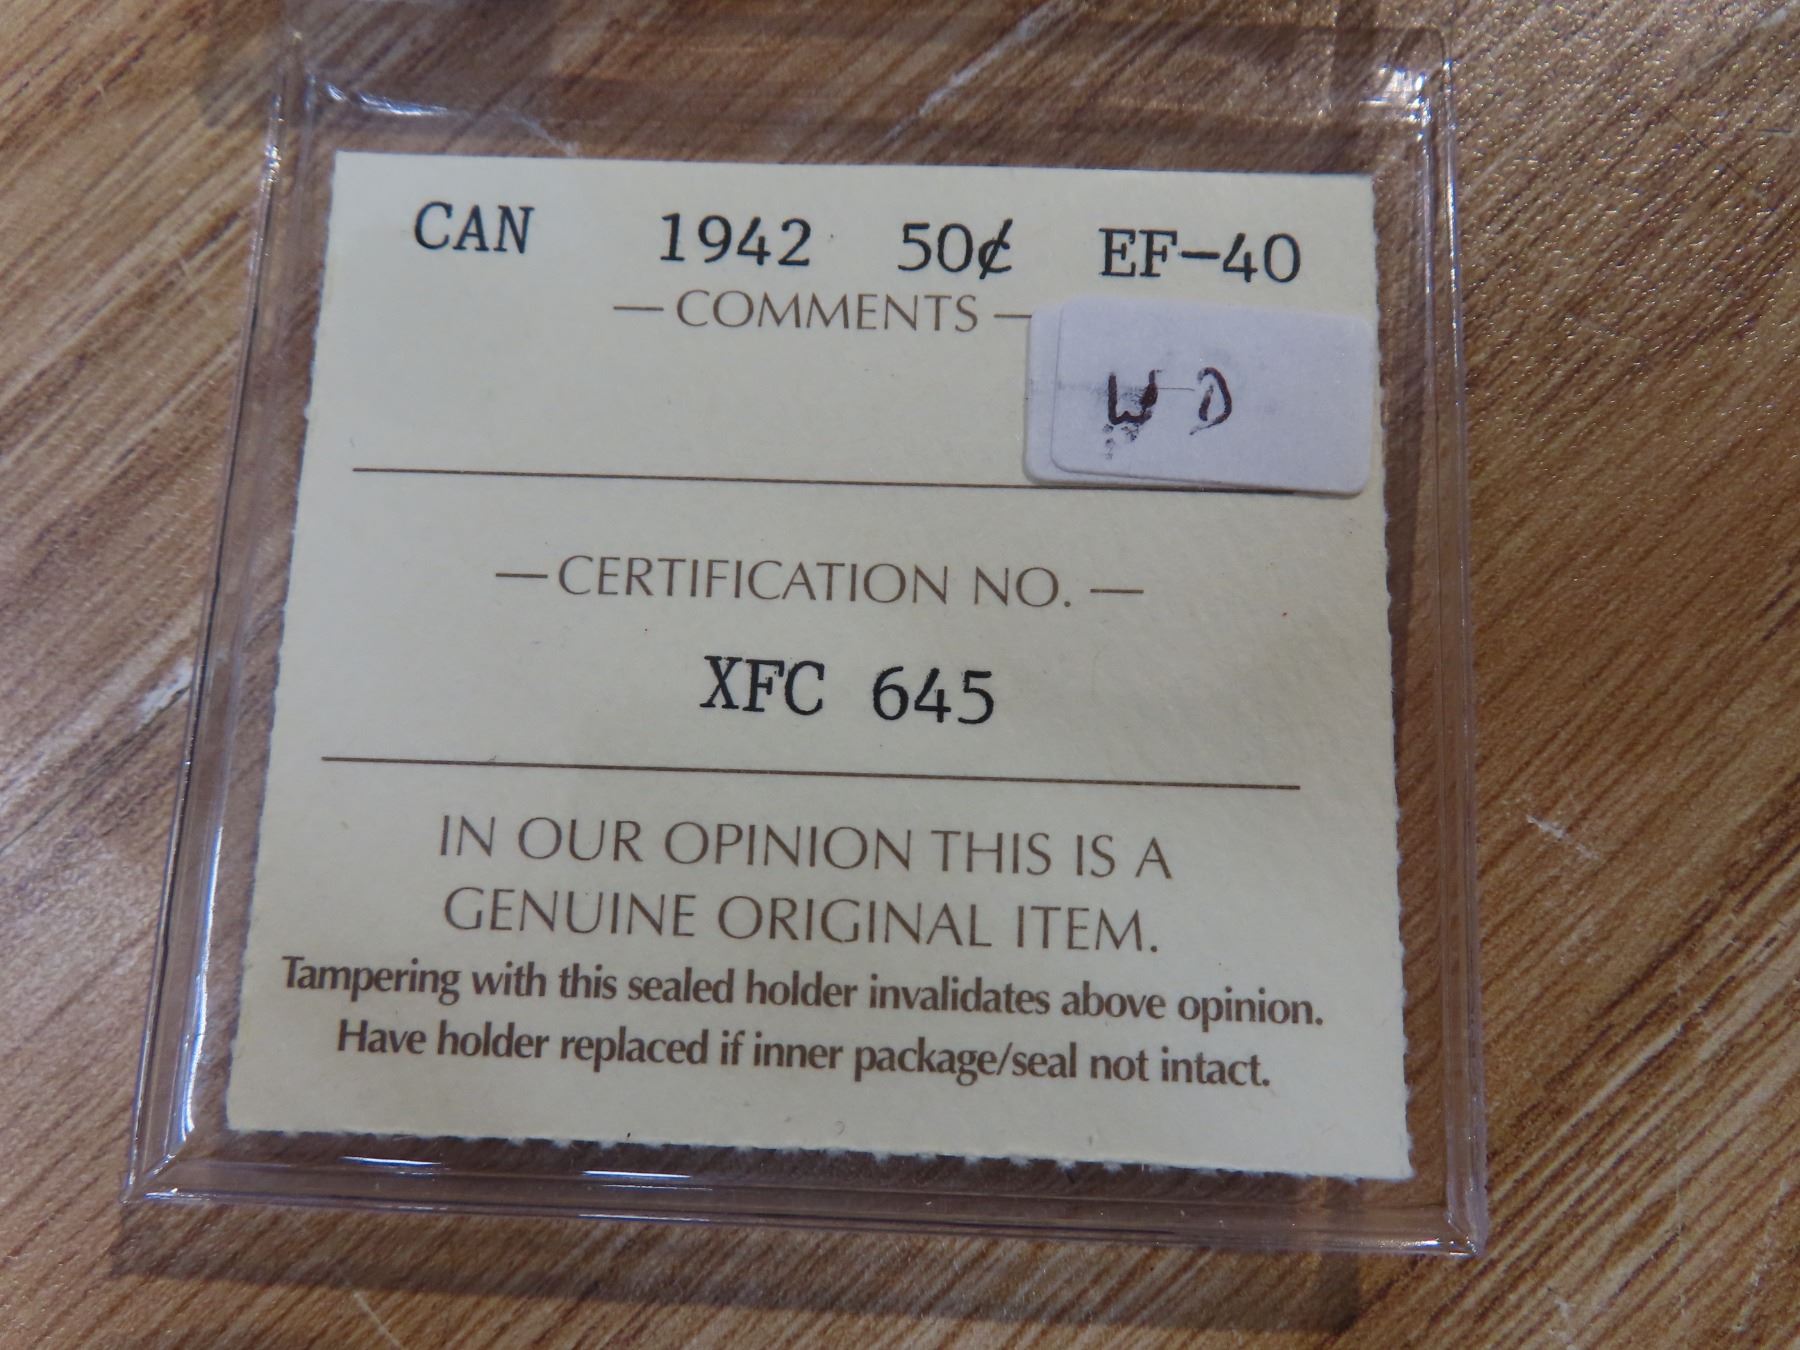 CAN 1942 50¢ EF-40
— COMMENTS —
W D
— CERTIFICATION NO. —
XFC 645
IN OUR OPINION THIS IS A
GENUINE ORIGINAL ITEM.
Tampering with this sealed holder invalidates above opinion.
Have holder replaced if inner package/seal not intact.